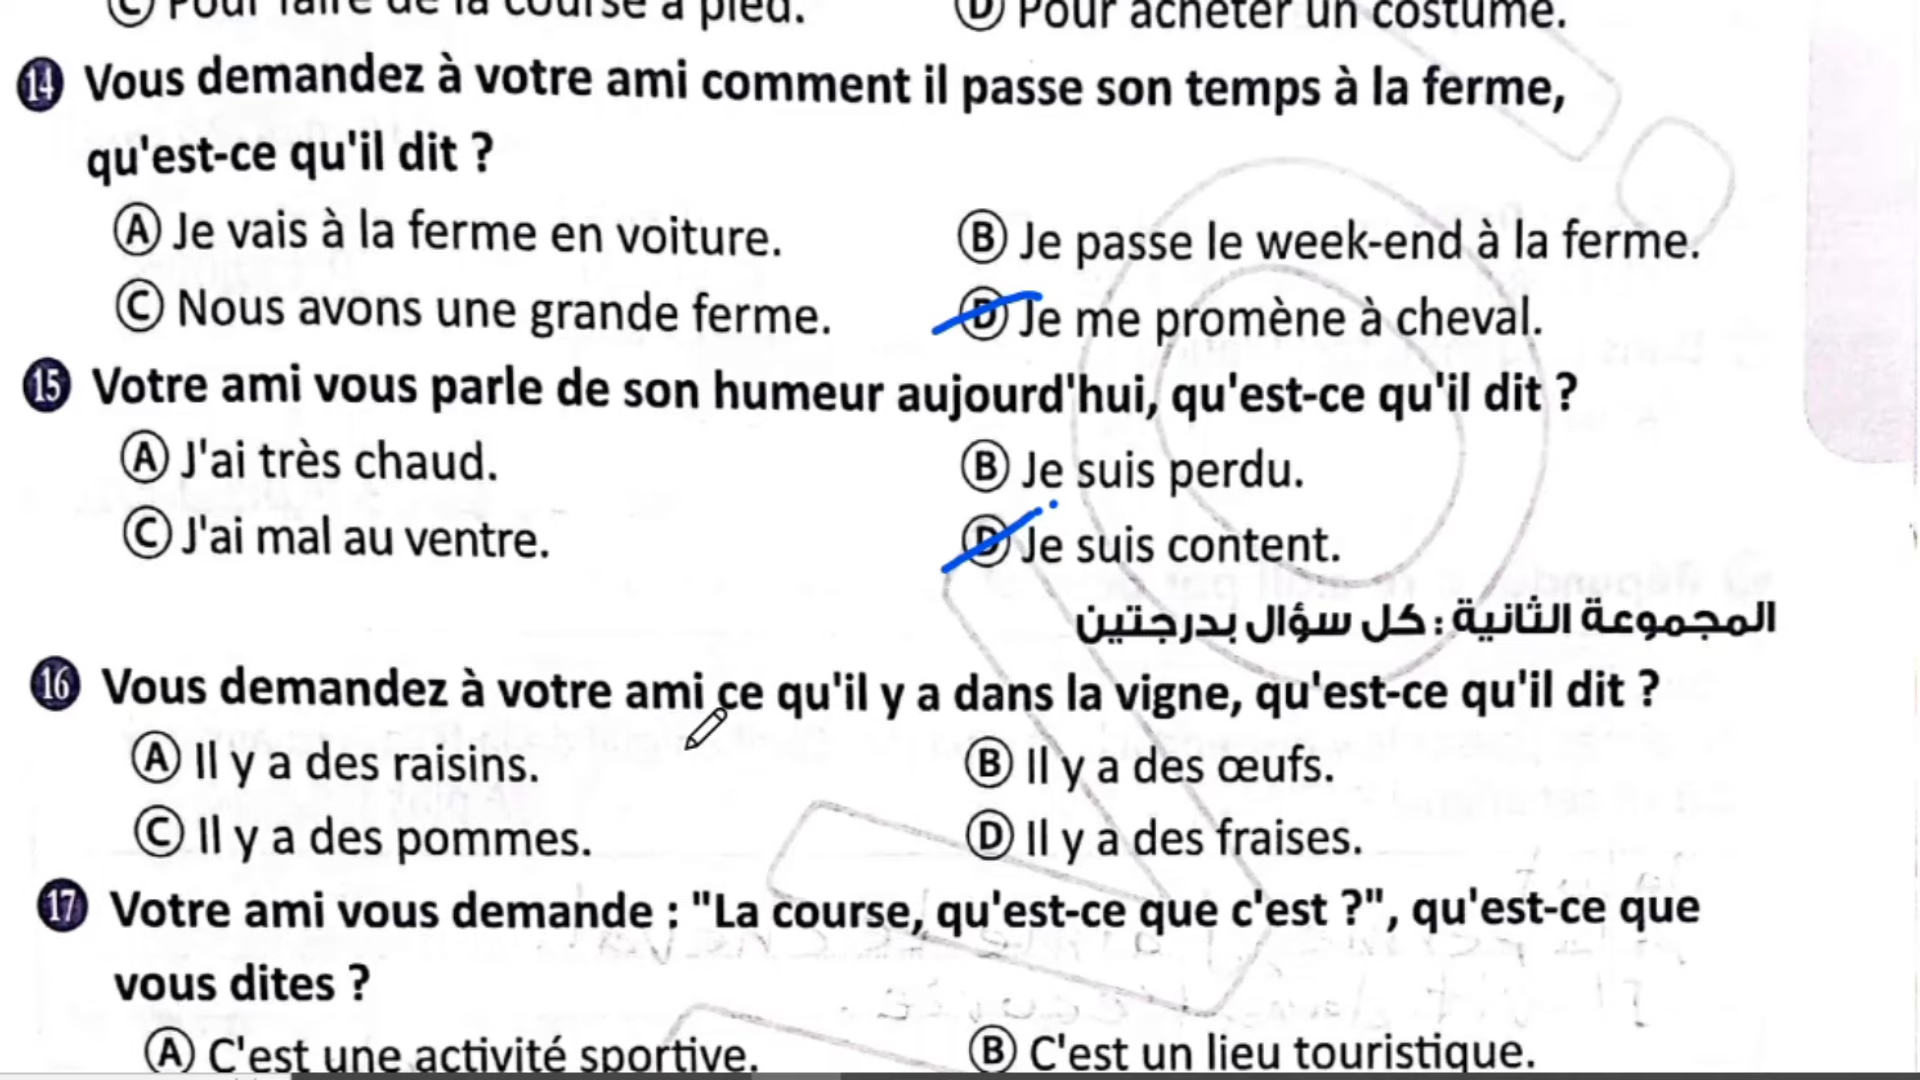 C Pour faire de la course à pied. D Pour acheter un costume.
14 Vous demandez à votre ami comment il passe son temps à la ferme,
qu'est-ce qu'il dit ?
A Je vais à la ferme en voiture. B Je passe le week-end à la ferme.
C Nous avons une grande ferme. D Je me promène à cheval.
15 Votre ami vous parle de son humeur aujourd'hui, qu'est-ce qu'il dit ?
A J'ai très chaud. B Je suis perdu.
C J'ai mal au ventre. D Je suis content.
المجموعة الثانية : كل سؤال بدرجتين
16 Vous demandez à votre ami ce qu'il y a dans la vigne, qu'est-ce qu'il dit ?
A Il y a des raisins. B Il y a des œufs.
C Il y a des pommes. D Il y a des fraises.
17 Votre ami vous demande : "La course, qu'est-ce que c'est ?", qu'est-ce que
vous dites ?
A C'est une activité sportive. B C'est un lieu touristique.